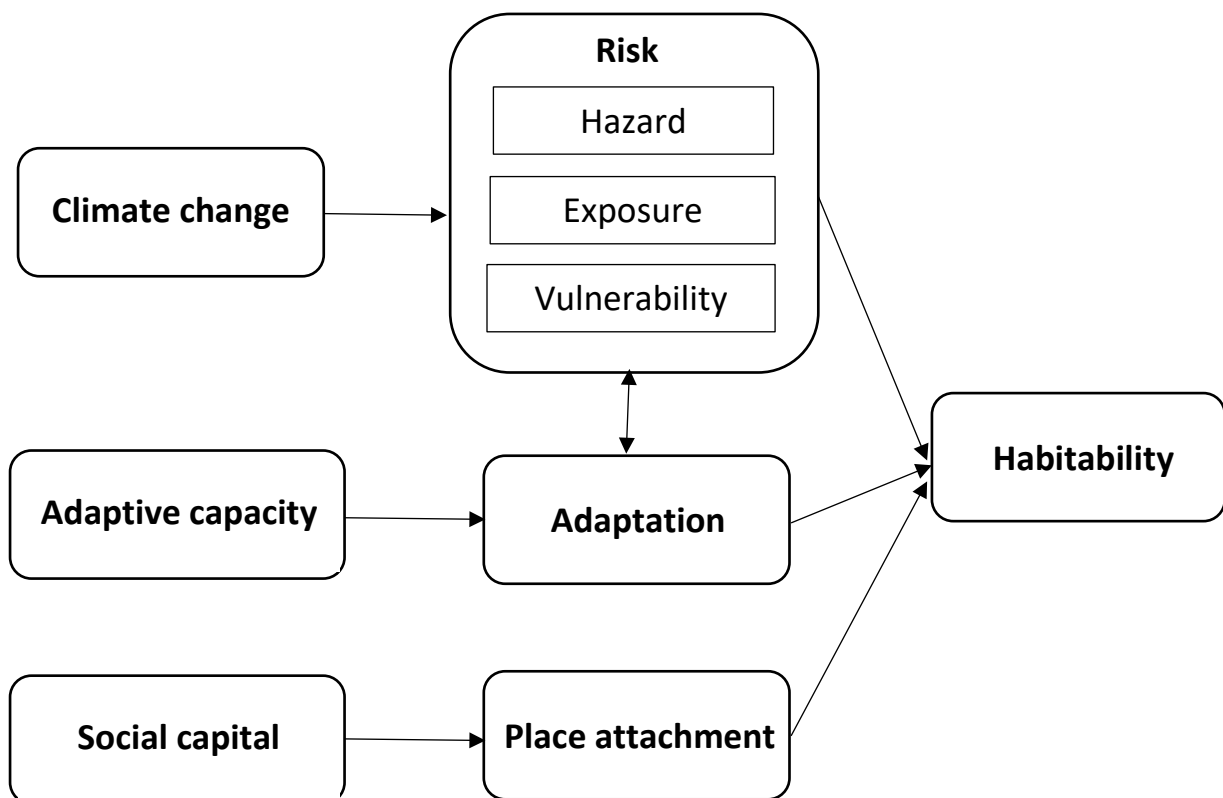 Risk
Hazard
Climate change
Exposure
Vulnerability
Habitability
Adaptive capacity
Adaptation
Social capital
Place attachment